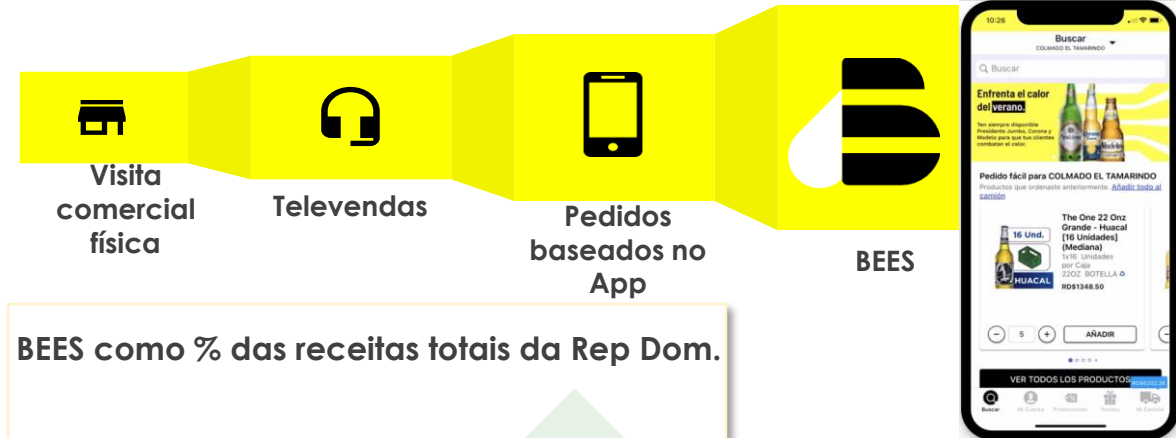 Visita
comercial
física
Televendas
Pedidos
baseados no
App
BEES
BEES como % das receitas totais da Rep Dom.
10:26
Buscar
COLMADO EL TAMARINDO
Buscar
Enfrenta el calor
del verano.
Ten siempre disponible
Presidente Jumbo, Corona y
Modelo para que tus clientes
combatan el calor.
Pedido fácil para COLMADO EL TAMARINDO
Productos que ordenaste anteriormente. Añadir todo al
camión
16 Und.
HUACAL
The One 22 Onz
Grande - Huacal
[16 Unidades]
(Mediana)
1x16 Unidades
por Caja
22OZ BOTELLA
RD$1348.50
5
AÑADIR
VER TODOS LOS PRODUCTOS
Buscar
Mi Cuenta
Promociones
Puntos
Mi Camión